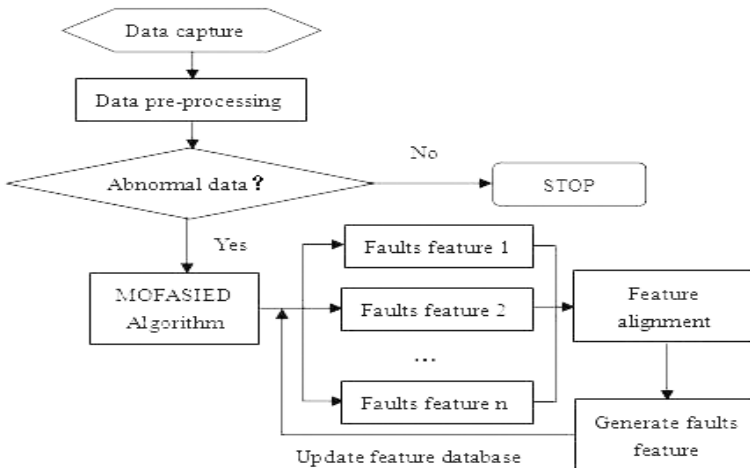 Data capture
Data pre-processing
Abnormal data?
No
STOP
Yes
MOFASIED
Algorithm
Faults feature 1
Faults feature 2
...
Faults feature n
Feature
alignment
Generate faults
feature
Update feature database